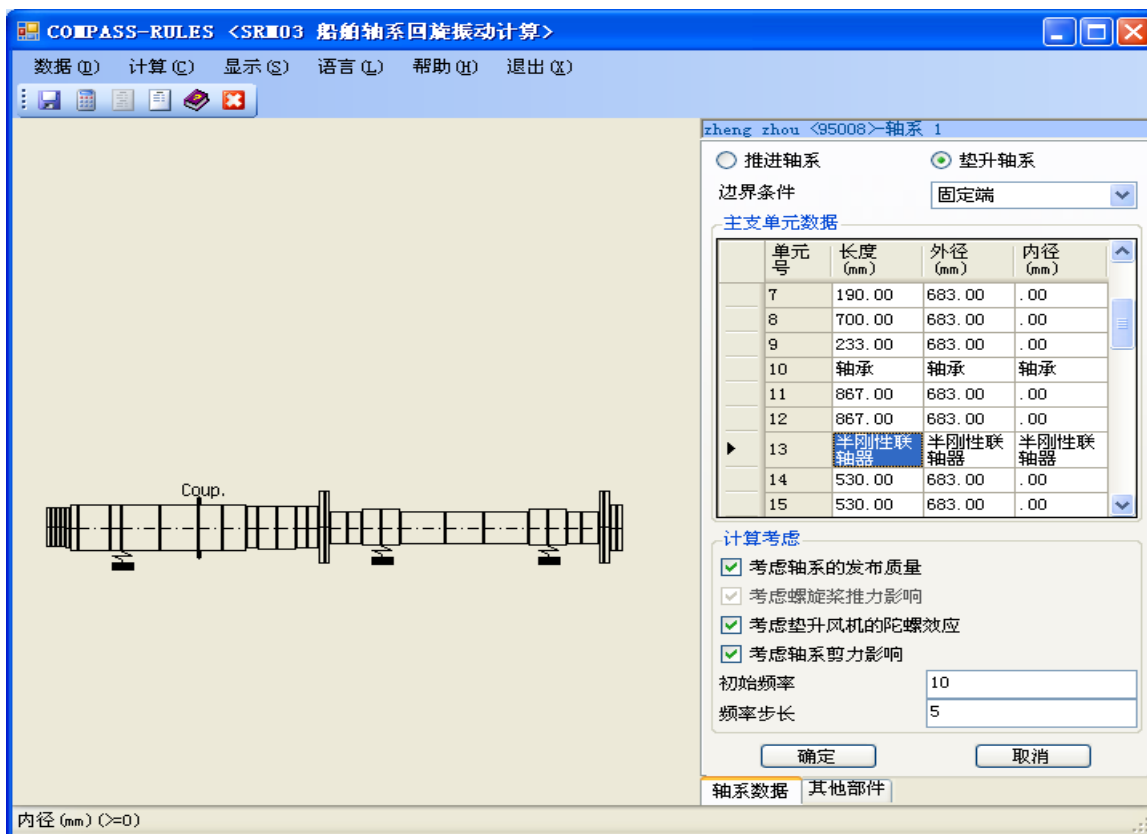 COMPASS-RULES <SRM03 船舶轴系回旋振动计算>
数据(D) 计算(C) 显示(S) 语言(L) 帮助(H) 退出(X)
zheng zhou <95008>-轴系 1
推进轴系 垫升轴系
边界条件 固定端
主支单元数据
单元号 长度(mm) 外径(mm) 内径(mm)
7 190.00 683.00 .00
8 700.00 683.00 .00
9 233.00 683.00 .00
10 轴承 轴承 轴承
11 867.00 683.00 .00
12 867.00 683.00 .00
13 半刚性联轴器 半刚性联轴器 半刚性联轴器
14 530.00 683.00 .00
15 530.00 683.00 .00
Coup.
计算考虑
考虑轴系的发布质量
考虑螺旋桨推力影响
考虑垫升风机的陀螺效应
考虑轴系剪力影响
初始频率 10
频率步长 5
确定 取消
轴系数据 其他部件
内径(mm)(>=0)